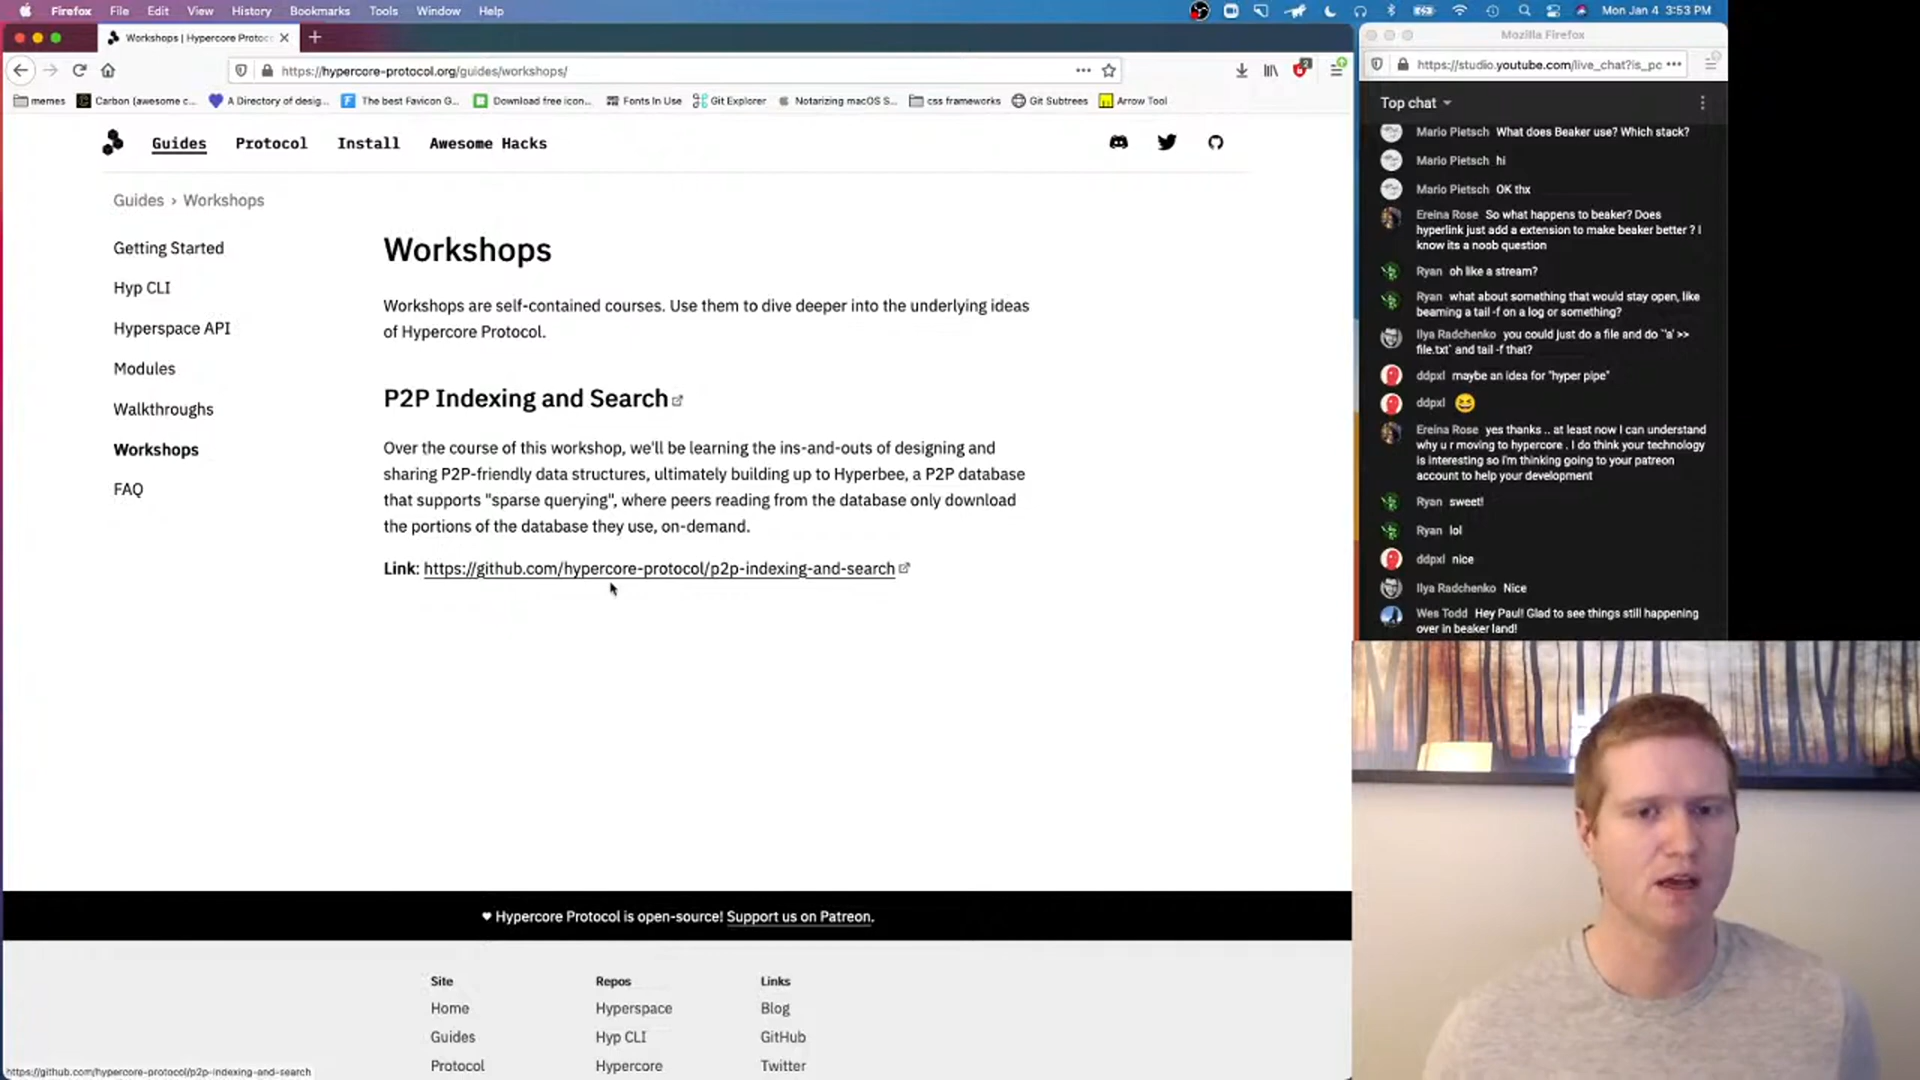 Firefox File Edit View History Bookmarks Tools Window Help
Mon Jan 4 3:53 PM
Workshops | Hypercore Protoc
https://hypercore-protocol.org/guides/workshops/
memes
Carbon (awesome c...
A Directory of desig...
The best Favicon G...
Download free icon...
Fonts In Use
Git Explorer
Notarizing macOS S...
css frameworks
Git Subtrees
Arrow Tool
Guides Protocol Install Awesome Hacks
Guides › Workshops
Getting Started
Hyp CLI
Hyperspace API
Modules
Walkthroughs
Workshops
FAQ
Workshops
Workshops are self-contained courses. Use them to dive deeper into the underlying ideas
of Hypercore Protocol.
P2P Indexing and Search
Over the course of this workshop, we'll be learning the ins-and-outs of designing and
sharing P2P-friendly data structures, ultimately building up to Hyperbee, a P2P database
that supports "sparse querying", where peers reading from the database only download
the portions of the database they use, on-demand.
Link: https://github.com/hypercore-protocol/p2p-indexing-and-search
♥ Hypercore Protocol is open-source! Support us on Patreon.
Site
Home
Guides
Protocol
Repos
Hyperspace
Hyp CLI
Hypercore
Links
Blog
GitHub
Twitter
https://github.com/hypercore-protocol/p2p-indexing-and-search
Mozilla Firefox
https://studio.youtube.com/live_chat?is_pc
Top chat
Mario Pietsch What does Beaker use? Which stack?
Mario Pietsch hi
Mario Pietsch OK thx
Ereina Rose So what happens to beaker? Does
hyperlink just add a extension to make beaker better ? I
know its a noob question
Ryan oh like a stream?
Ryan what about something that would stay open, like
beaming a tail -f on a log or something?
Ilya Radchenko you could just do a file and do `'a' >>
file.txt` and tail -f that?
ddpxl maybe an idea for "hyper pipe"
ddpxl 😆
Ereina Rose yes thanks .. at least now I can understand
why u r moving to hypercore . I do think your technology
is interesting so I'm thinking going to your patreon
account to help your development
Ryan sweet!
Ryan lol
ddpxl nice
Ilya Radchenko Nice
Wes Todd Hey Paul! Glad to see things still happening
over in beaker land!